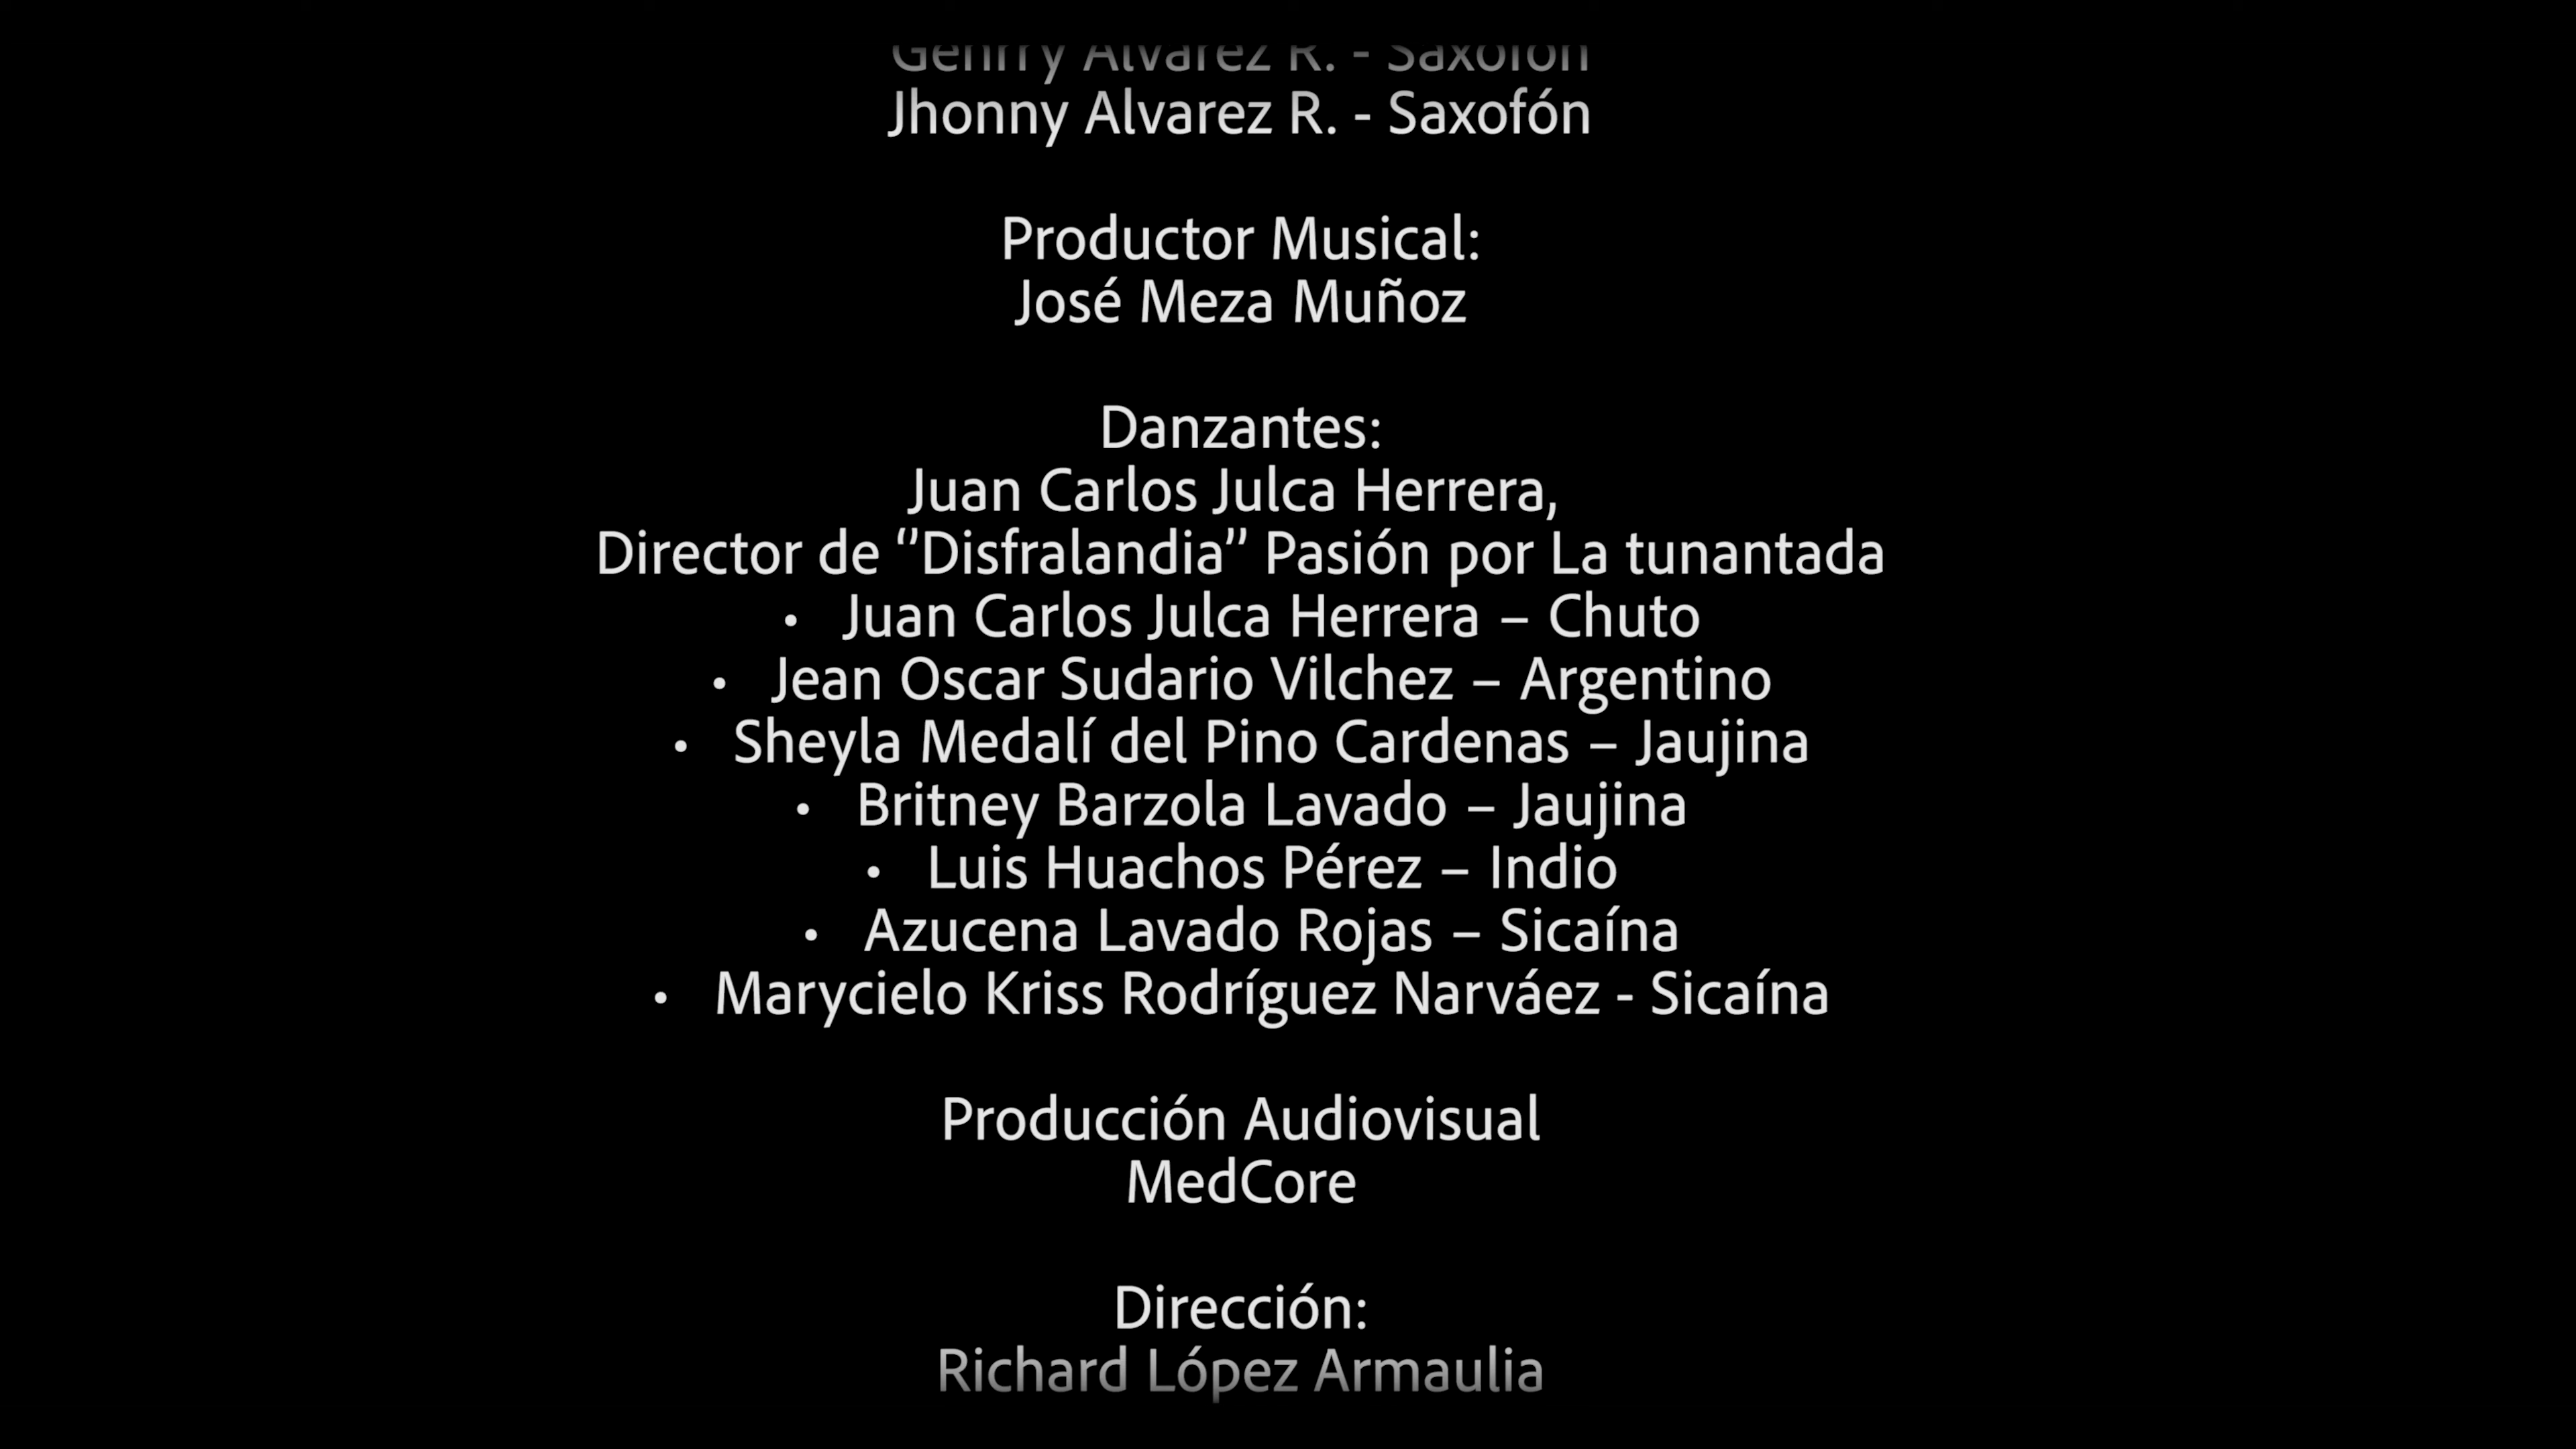 Alvarez R. - Saxofón
Jhonny Alvarez R. - Saxofón
Productor Musical:
José Meza Muñoz
Danzantes:
Juan Carlos Julca Herrera,
Director de “Disfralandia” Pasión por La tunantada
• Juan Carlos Julca Herrera – Chuto
• Jean Oscar Sudario Vilchez – Argentino
• Sheyla Medalí del Pino Cardenas – Jaujina
• Britney Barzola Lavado – Jaujina
• Luis Huachos Pérez – Indio
• Azucena Lavado Rojas – Sicaína
• Marycielo Kriss Rodríguez Narváez - Sicaína
Producción Audiovisual
MedCore
Dirección:
Richard López Armaulia